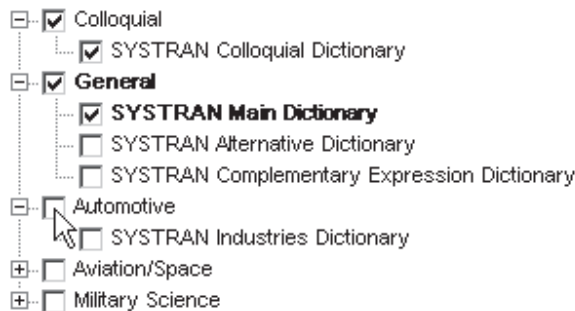 Colloquial
SYSTRAN Colloquial Dictionary
General
SYSTRAN Main Dictionary
SYSTRAN Alternative Dictionary
SYSTRAN Complementary Expression Dictionary
Automotive
SYSTRAN Industries Dictionary
Aviation/Space
Military Science